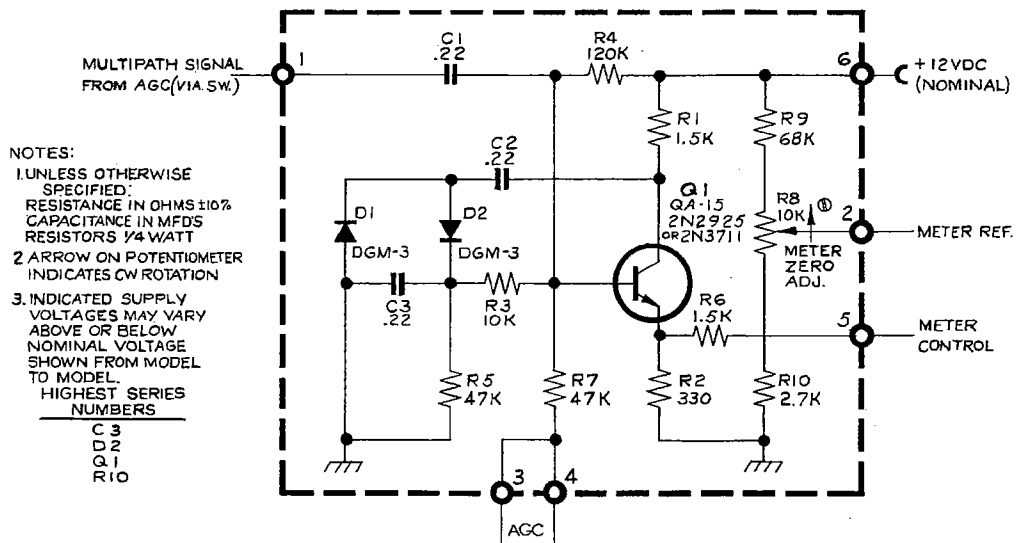 MULTIPATH SIGNAL
FROM AGC(VIA SW.)
1
C1
.22
R4
120K
6
+12VDC
(NOMINAL)
R1
1.5K
R9
68K
C2
.22
Q1
QA-15
2N2925
OR 2N3711
R8
10K
2
METER REF.
METER
ZERO
ADJ.
D1
DGM-3
D2
DGM-3
C3
.22
R3
10K
R6
1.5K
5
METER
CONTROL
R5
47K
R7
47K
R2
330
R10
2.7K
3
4
AGC
NOTES:
1. UNLESS OTHERWISE
SPECIFIED:
RESISTANCE IN OHMS ±10%
CAPACITANCE IN MFD'S
RESISTORS 1/4 WATT
2 ARROW ON POTENTIOMETER
INDICATES CW ROTATION
3. INDICATED SUPPLY
VOLTAGES MAY VARY
ABOVE OR BELOW
NOMINAL VOLTAGE
SHOWN FROM MODEL
TO MODEL.
HIGHEST SERIES
NUMBERS
C3
D2
Q1
R10